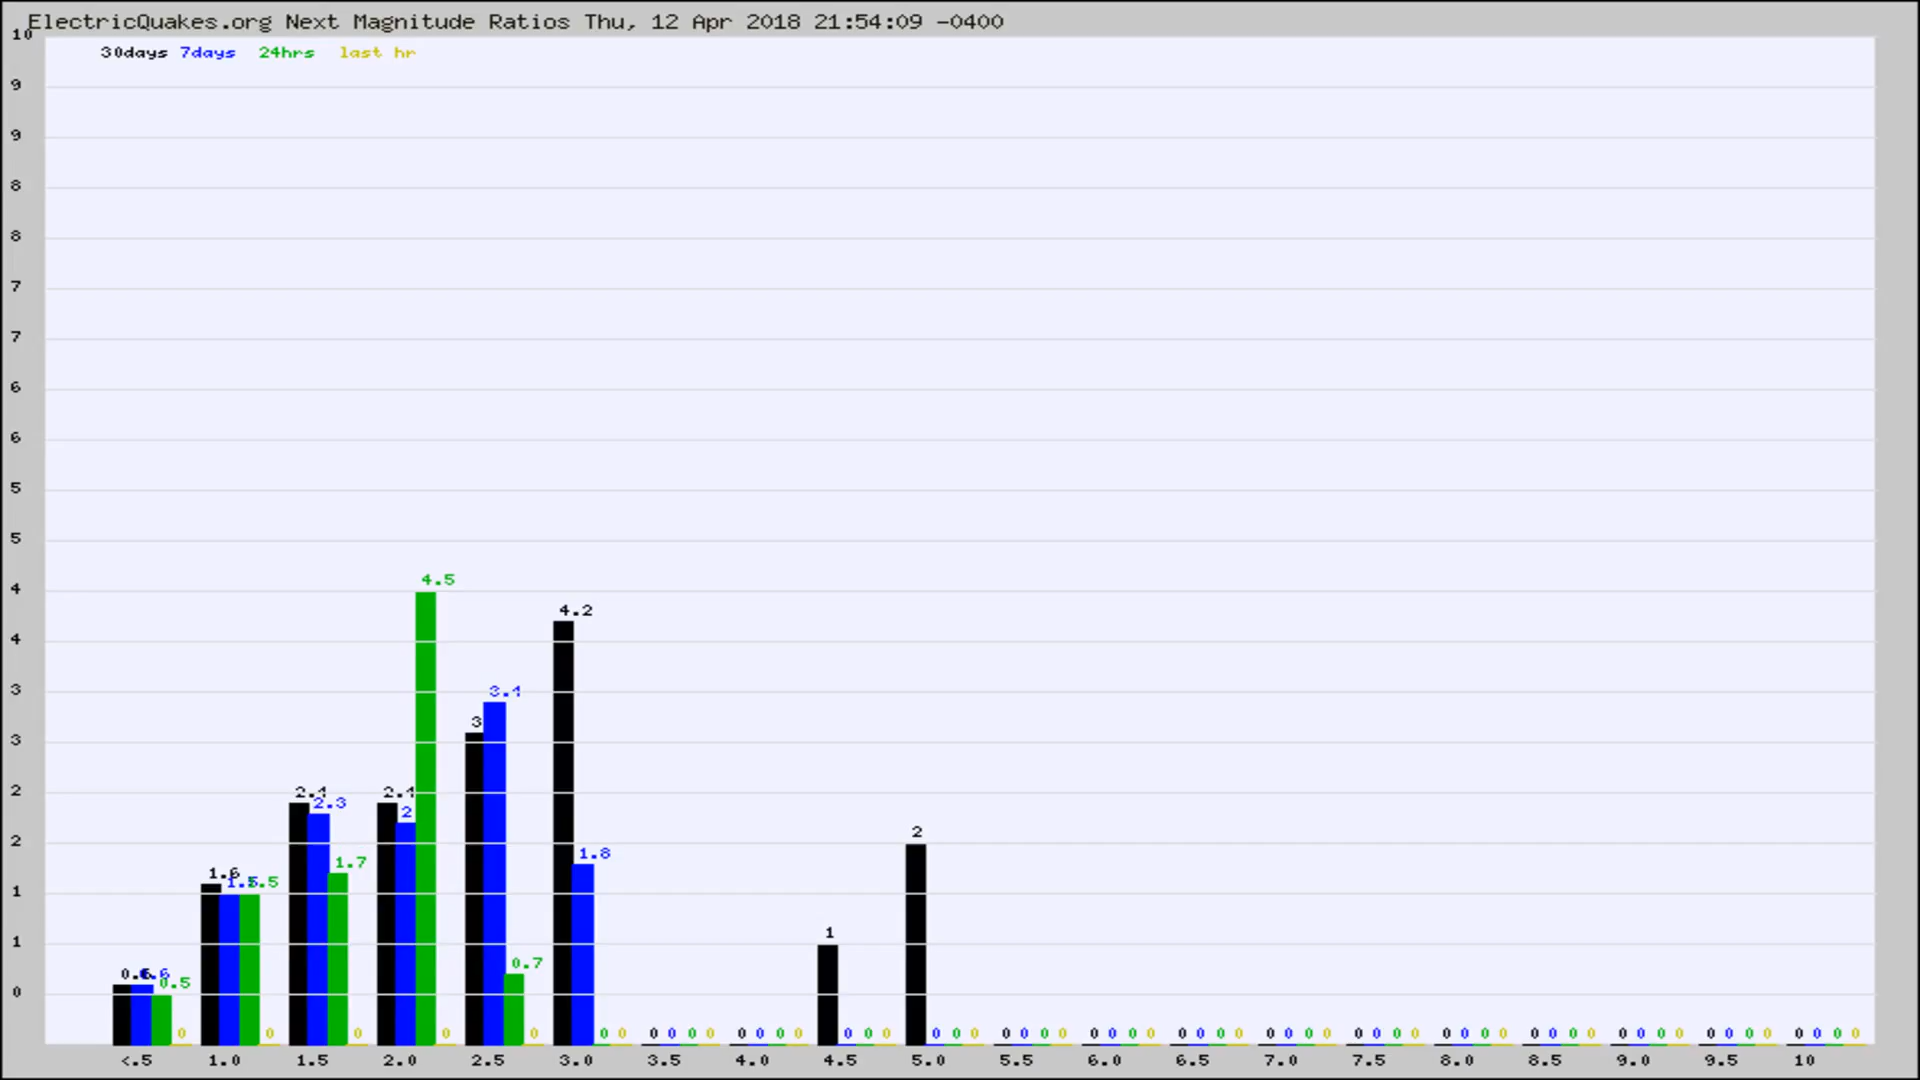 ElectricQuakes.org Next Magnitude Ratios Thu, 12 Apr 2018 21:54:09 -0400
10
30days 7days 24hrs last hr
9
9
8
8
7
7
6
6
5
5
4 4.5
4.2
4
3 3.4
3
3
2 2.4 2.3 2.4 2
2 2 1.8
1.7
1 1.6 1.5 1.5
1 1
0.7
0.6 0.6 0.5
0
0 0 0 0 0 0 0 0 0 0 0 0 0 0 0 0 0 0 0 0 0 0 0 0 0 0 0 0 0 0 0 0 0 0 0 0 0 0 0 0 0 0 0 0 0 0 0 0 0 0 0 0 0 0 0 0 0 0 0 0 0
<.5 1.0 1.5 2.0 2.5 3.0 3.5 4.0 4.5 5.0 5.5 6.0 6.5 7.0 7.5 8.0 8.5 9.0 9.5 10